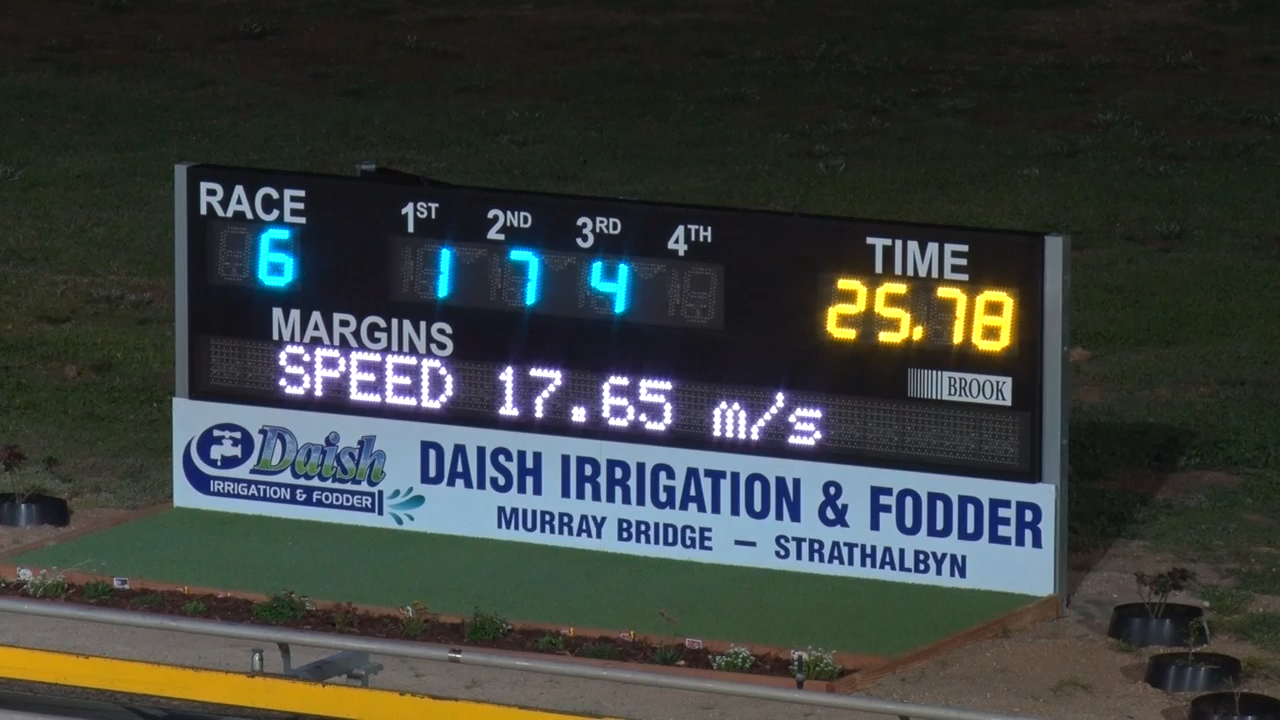 RACE 1ST 2ND 3RD 4TH TIME
6 1 7 4 25.78
MARGINS
SPEED 17.65 m/s
BROOK
Daish
IRRIGATION & FODDER
DAISH IRRIGATION & FODDER
MURRAY BRIDGE – STRATHALBYN